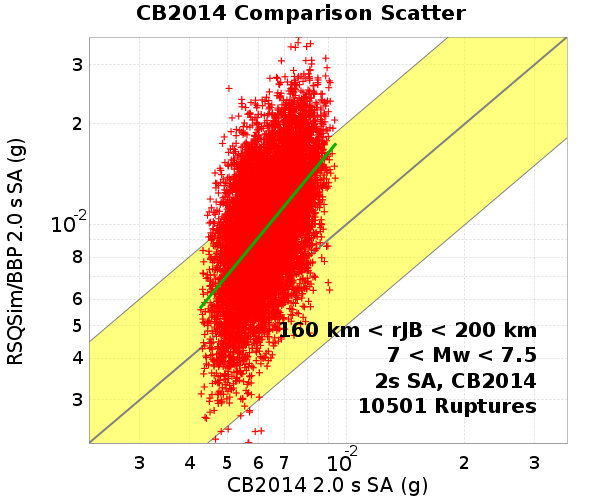 CB2014 Comparison Scatter
RSQSim/BBP 2.0 s SA (g)
3
2
10-2
8
6
5
4
3
160 km < rJB < 200 km
7 < Mw < 7.5
2s SA, CB2014
10501 Ruptures
3 4 5 6 7 10-2 2 3
CB2014 2.0 s SA (g)